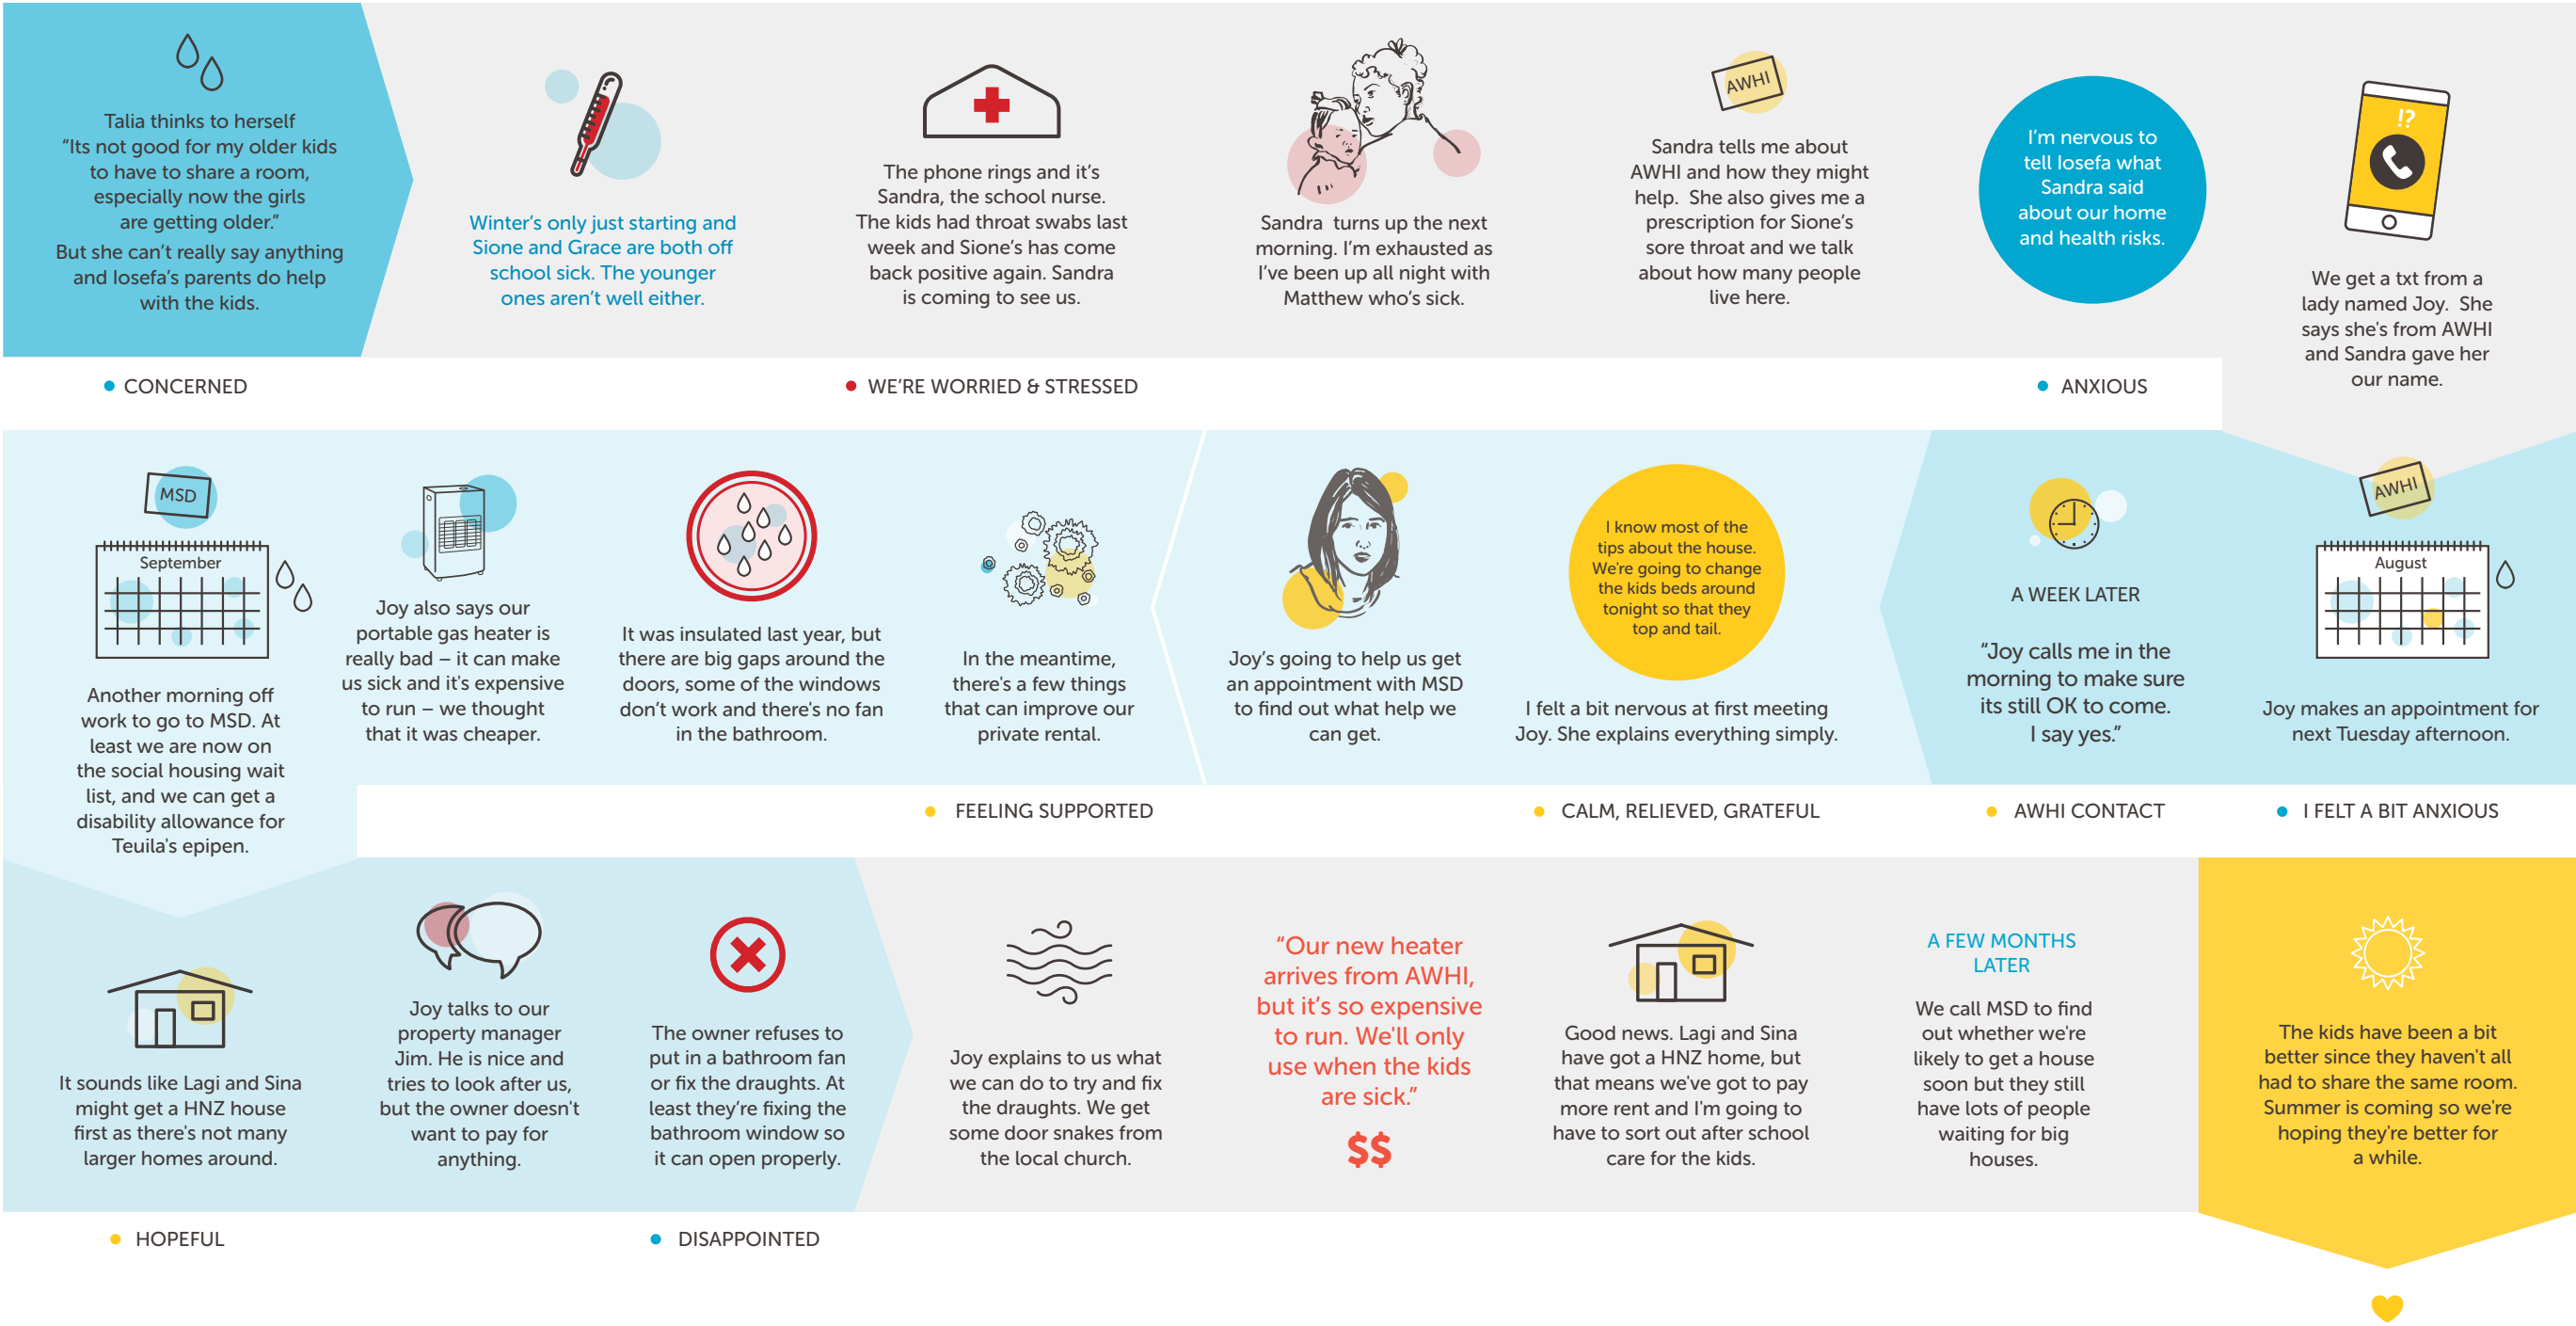 Talia thinks to herself
“Its not good for my older kids
to have to share a room,
especially now the girls
are getting older.”
But she can’t really say anything
and Iosefa’s parents do help
with the kids.
Winter’s only just starting and
Sione and Grace are both off
school sick. The younger
ones aren’t well either.
The phone rings and it’s
Sandra, the school nurse.
The kids had throat swabs last
week and Sione’s has come
back positive again. Sandra
is coming to see us.
Sandra turns up the next
morning. I’m exhausted as
I’ve been up all night with
Matthew who’s sick.
AWHI
Sandra tells me about
AWHI and how they might
help. She also gives me a
prescription for Sione’s
sore throat and we talk
about how many people
live here.
I’m nervous to
tell Iosefa what
Sandra said
about our home
and health risks.
!?
We get a txt from a
lady named Joy. She
says she's from AWHI
and Sandra gave her
our name.
CONCERNED
WE’RE WORRIED & STRESSED
ANXIOUS
AWHI
August
Joy makes an appointment for
next Tuesday afternoon.
A WEEK LATER
“Joy calls me in the
morning to make sure
its still OK to come.
I say yes.”
I know most of the
tips about the house.
We're going to change
the kids beds around
tonight so that they
top and tail.
I felt a bit nervous at first meeting
Joy. She explains everything simply.
Joy’s going to help us get
an appointment with MSD
to find out what help we
can get.
In the meantime,
there's a few things
that can improve our
private rental.
It was insulated last year, but
there are big gaps around the
doors, some of the windows
don’t work and there's no fan
in the bathroom.
Joy also says our
portable gas heater is
really bad – it can make
us sick and it's expensive
to run – we thought
that it was cheaper.
MSD
September
Another morning off
work to go to MSD. At
least we are now on
the social housing wait
list, and we can get a
disability allowance for
Teuila's epipen.
I FELT A BIT ANXIOUS
AWHI CONTACT
CALM, RELIEVED, GRATEFUL
FEELING SUPPORTED
It sounds like Lagi and Sina
might get a HNZ house
first as there's not many
larger homes around.
Joy talks to our
property manager
Jim. He is nice and
tries to look after us,
but the owner doesn't
want to pay for
anything.
The owner refuses to
put in a bathroom fan
or fix the draughts. At
least they’re fixing the
bathroom window so
it can open properly.
Joy explains to us what
we can do to try and fix
the draughts. We get
some door snakes from
the local church.
“Our new heater
arrives from AWHI,
but it’s so expensive
to run. We'll only
use when the kids
are sick.”
$$
Good news. Lagi and Sina
have got a HNZ home, but
that means we've got to pay
more rent and I'm going to
have to sort out after school
care for the kids.
A FEW MONTHS
LATER
We call MSD to find
out whether we're
likely to get a house
soon but they still
have lots of people
waiting for big
houses.
The kids have been a bit
better since they haven't all
had to share the same room.
Summer is coming so we're
hoping they're better for
a while.
HOPEFUL
DISAPPOINTED